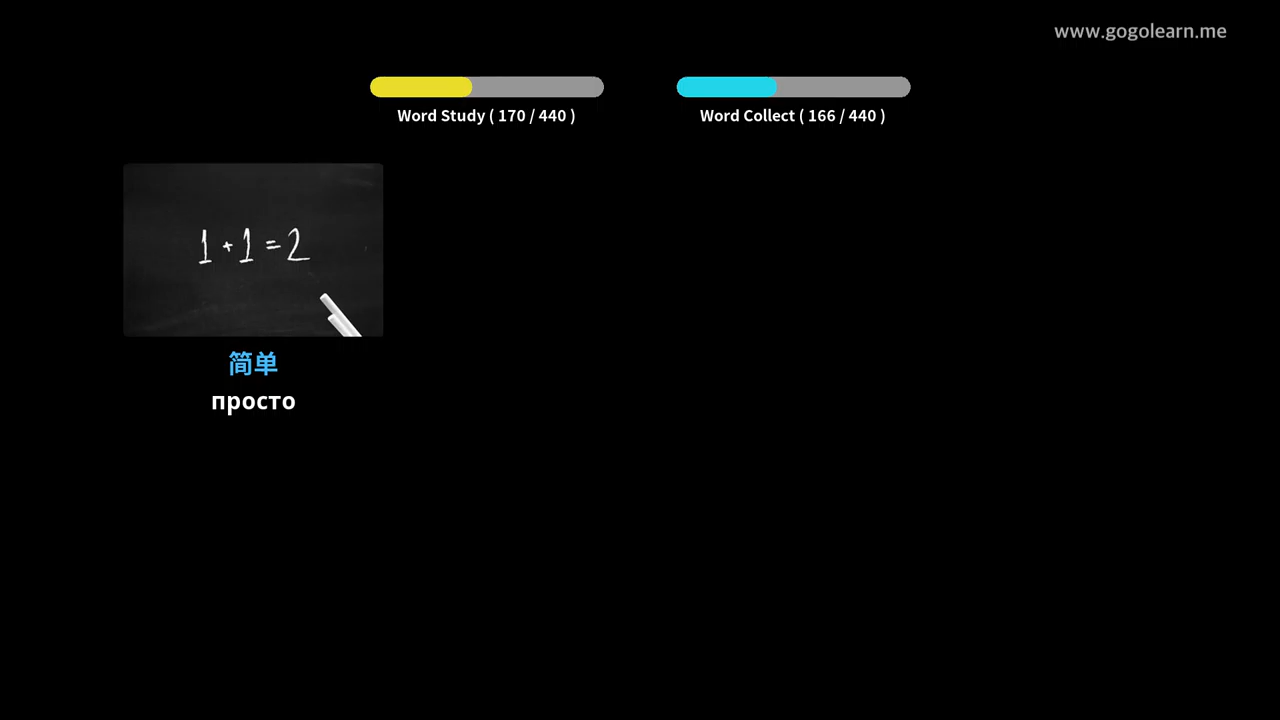 www.gogolearn.me
Word Study ( 170 / 440 )
Word Collect ( 166 / 440 )
1 + 1 = 2
简单
просто